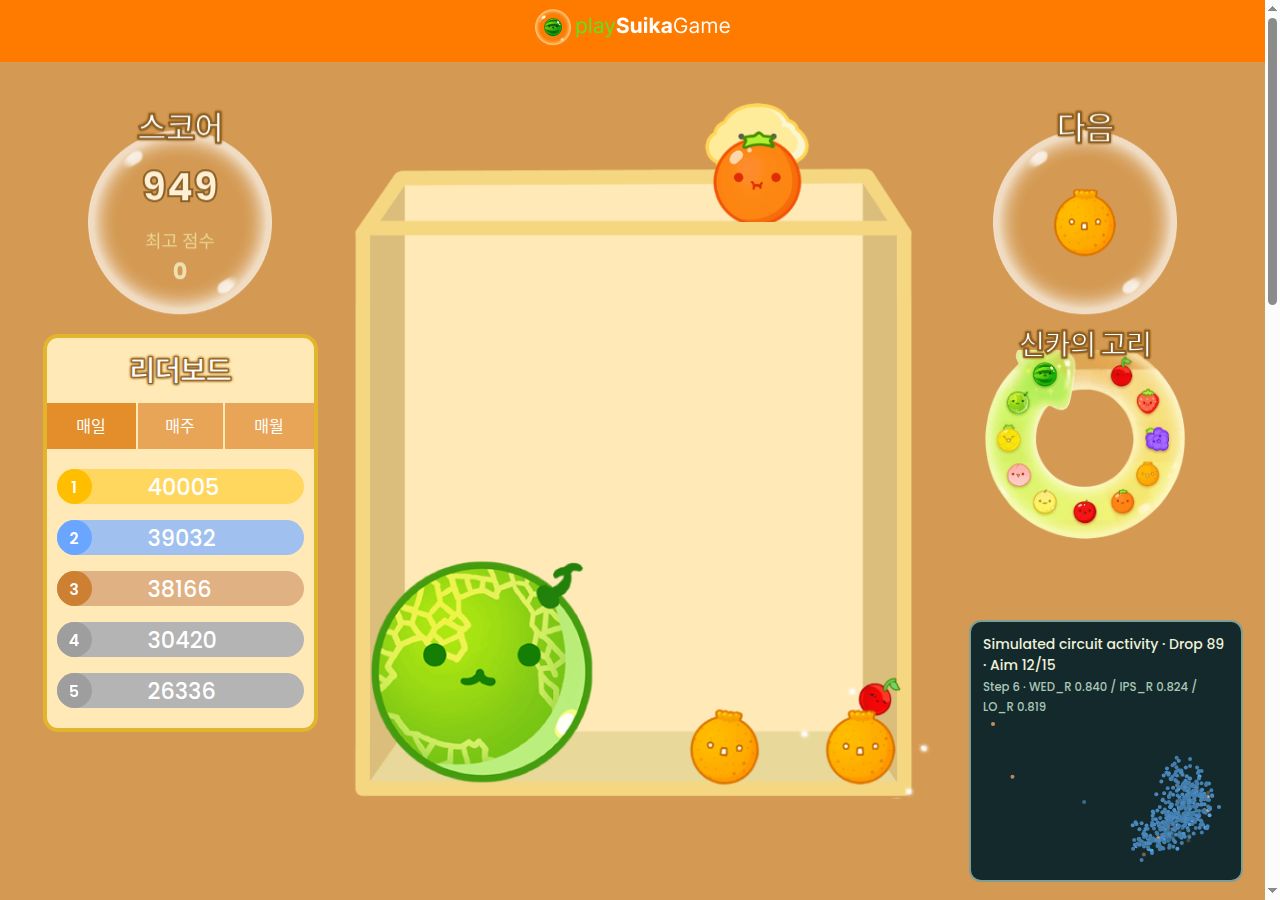 playSuikaGame
스코어
949
최고 점수
0
다음
리더보드
매일 매주 매월
1 40005
2 39032
3 38166
4 30420
5 26336
신카의 고리
Simulated circuit activity · Drop 89
· Aim 12/15
Step 6 · WED_R 0.840 / IPS_R 0.824 /
LO_R 0.819